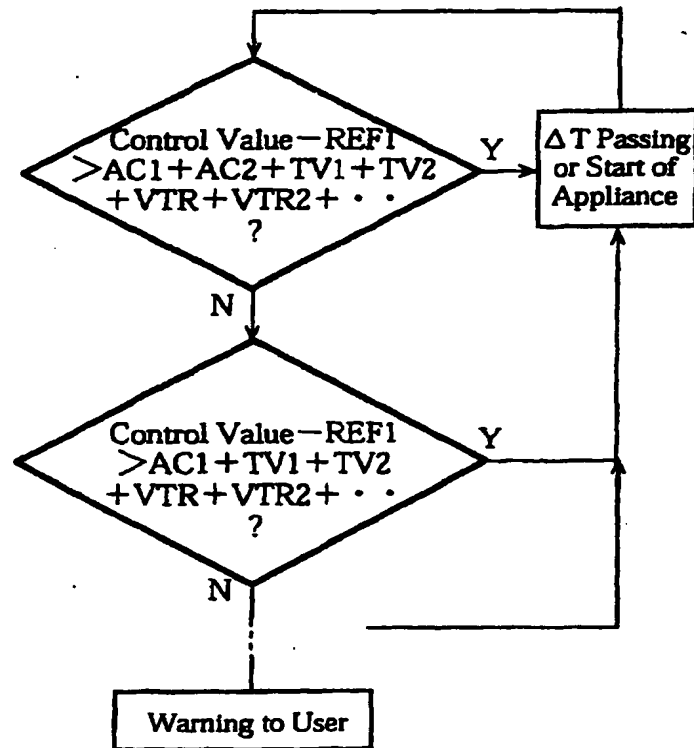 Control Value－REF1
＞AC1＋AC2＋TV1＋TV2
＋VTR＋VTR2＋・・
?
Y
ΔT Passing
or Start of
Appliance
N
Control Value－REF1
＞AC1＋TV1＋TV2
＋VTR＋VTR2＋・・
?
Y
N
Warning to User